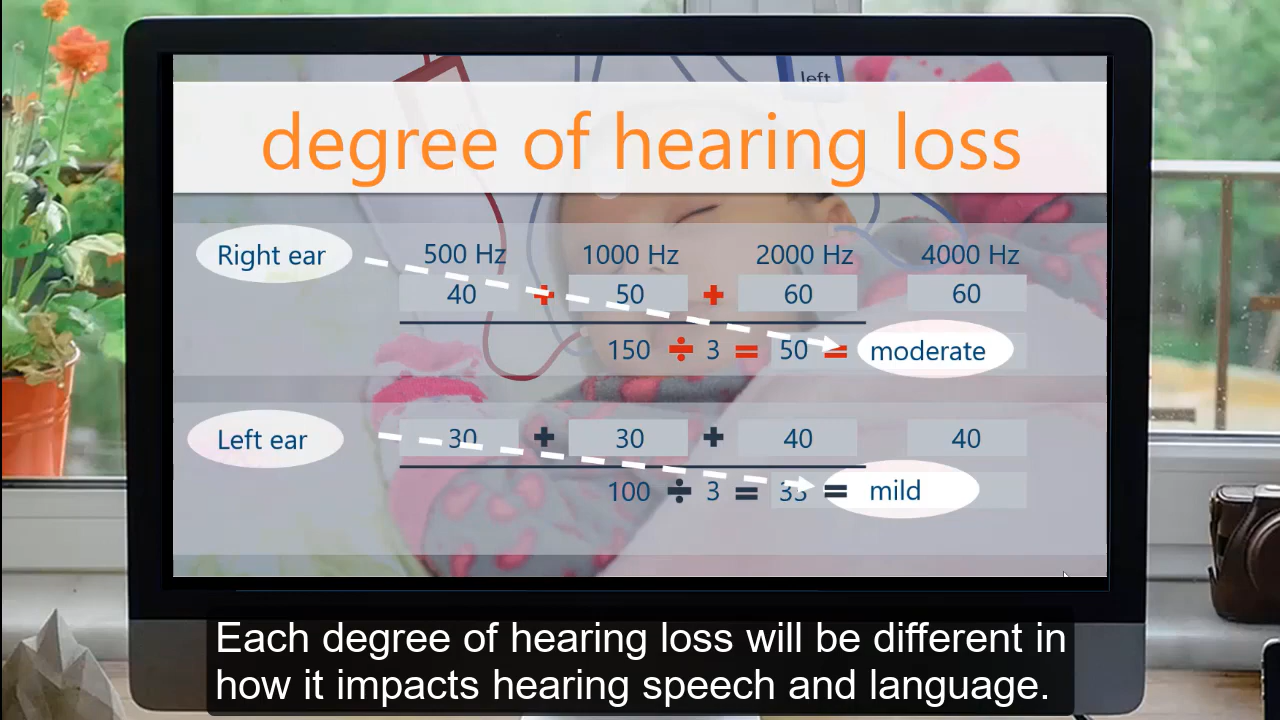 left
degree of hearing loss
Right ear 500 Hz 1000 Hz 2000 Hz 4000 Hz
40 + 50 + 60 60
150 ÷ 3 = 50 = moderate
Left ear 30 + 30 + 40 40
100 ÷ 3 = 33 = mild
Each degree of hearing loss will be different in
how it impacts hearing speech and language.